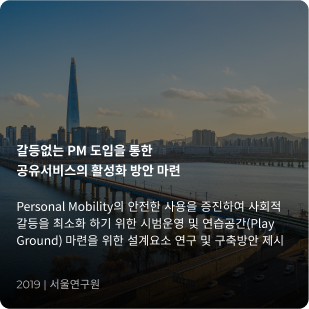 갈등없는 PM 도입을 통한
공유서비스의 활성화 방안 마련
Personal Mobility의 안전한 사용을 증진하여 사회적
갈등을 최소화 하기 위한 시범운영 및 연습공간(Play
Ground) 마련을 위한 설계요소 연구 및 구축방안 제시
2019 | 서울연구원